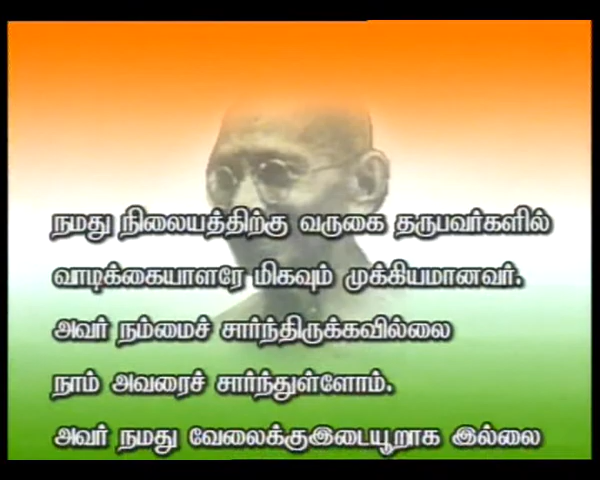 நமது நிலையத்திற்கு வருகை தருபவர்களில்
வாடிக்கையாளரே மிகவும் முக்கியமானவர்.
அவர் நம்மைச் சார்ந்திருக்கவில்லை
நாம் அவரைச் சார்ந்துள்ளோம்.
அவர் நமது வேலைக்குஇடையூறாக இல்லை